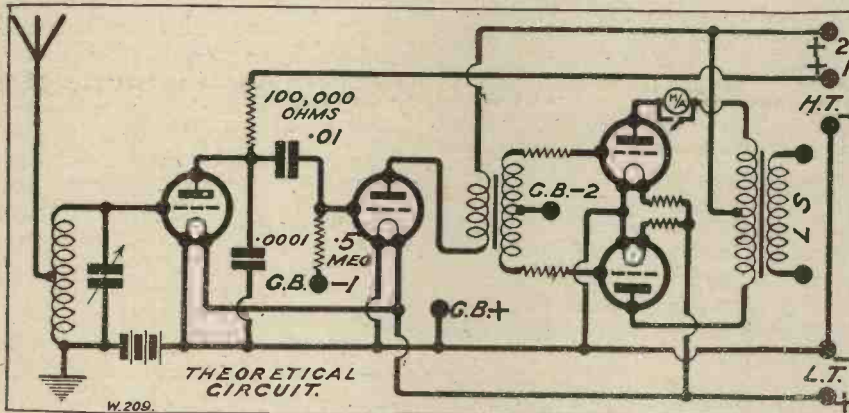 100,000
OHMS
.01
.0001
.5
MEG
G.B. -1
G.B.-2
G.B.+
M/A
+ 2
+ 1
H.T.
-
L.S
-
L.T.
+
THEORETICAL
CIRCUIT.
W.209.